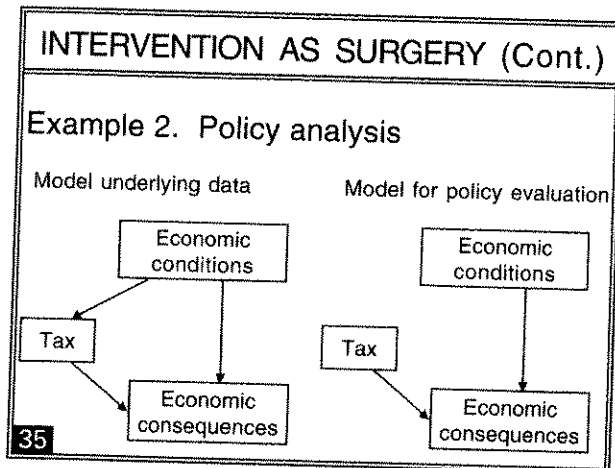 INTERVENTION AS SURGERY (Cont.)
Example 2. Policy analysis
Model underlying data
Economic
conditions
Tax
Economic
consequences
Model for policy evaluation
Economic
conditions
Tax
Economic
consequences
35